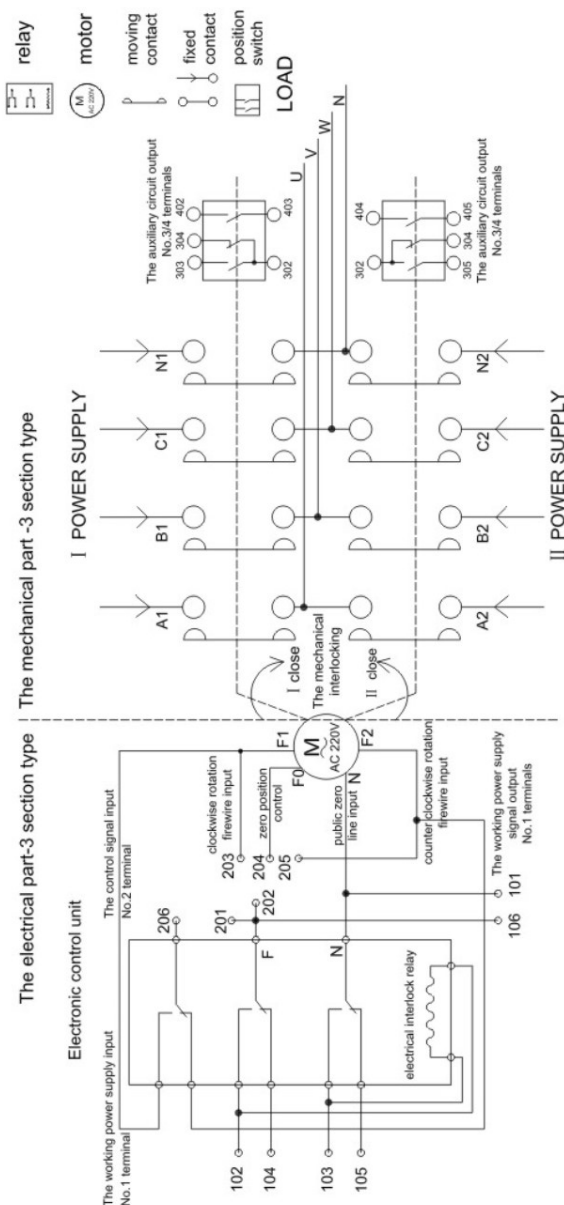 The electrical part-3 section type
The mechanical part -3 section type
relay
M
AC 220V
motor
moving
contact
fixed
contact
position
switch
LOAD
I POWER SUPPLY
A1
B1
C1
N1
The auxiliary circuit output
No.3/4 terminals
303
304
402
302
403
U
V
W
N
302
404
305
304
405
The auxiliary circuit output
No.3/4 terminals
A2
B2
C2
N2
II POWER SUPPLY
I close
The mechanical
interlocking
II close
Electronic control unit
The working power supply input
No.1 terminal
The control signal input
No.2 terminal
206
201
202
F
N
102
104
103
105
electrical interlock relay
clockwise rotation
firewire input
203
204
205
zero position
control
F1
F0
M
AC 220V
F2
N
public zero
line input
counter clockwise rotation
firewire input
The working power supply
signal output
No.1 terminals
101
106